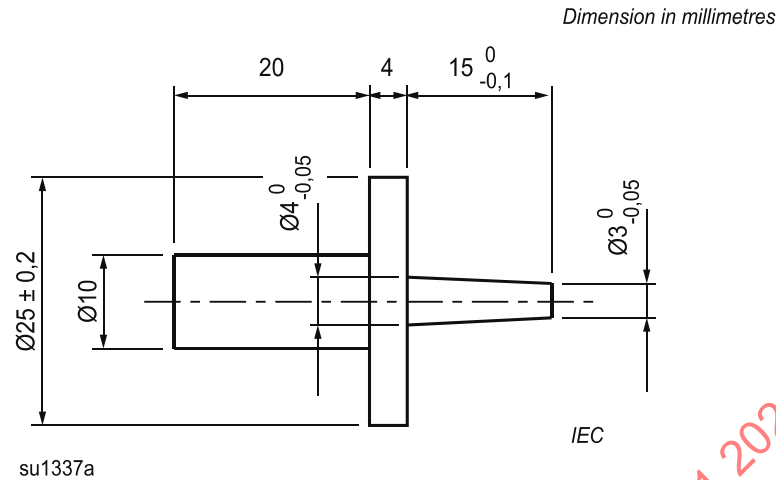 Dimension in millimetres
20
4
15 0 -0,1
Ø25 ± 0,2
Ø10
Ø4 0 -0,05
Ø3 0 -0,05
IEC
su1337a